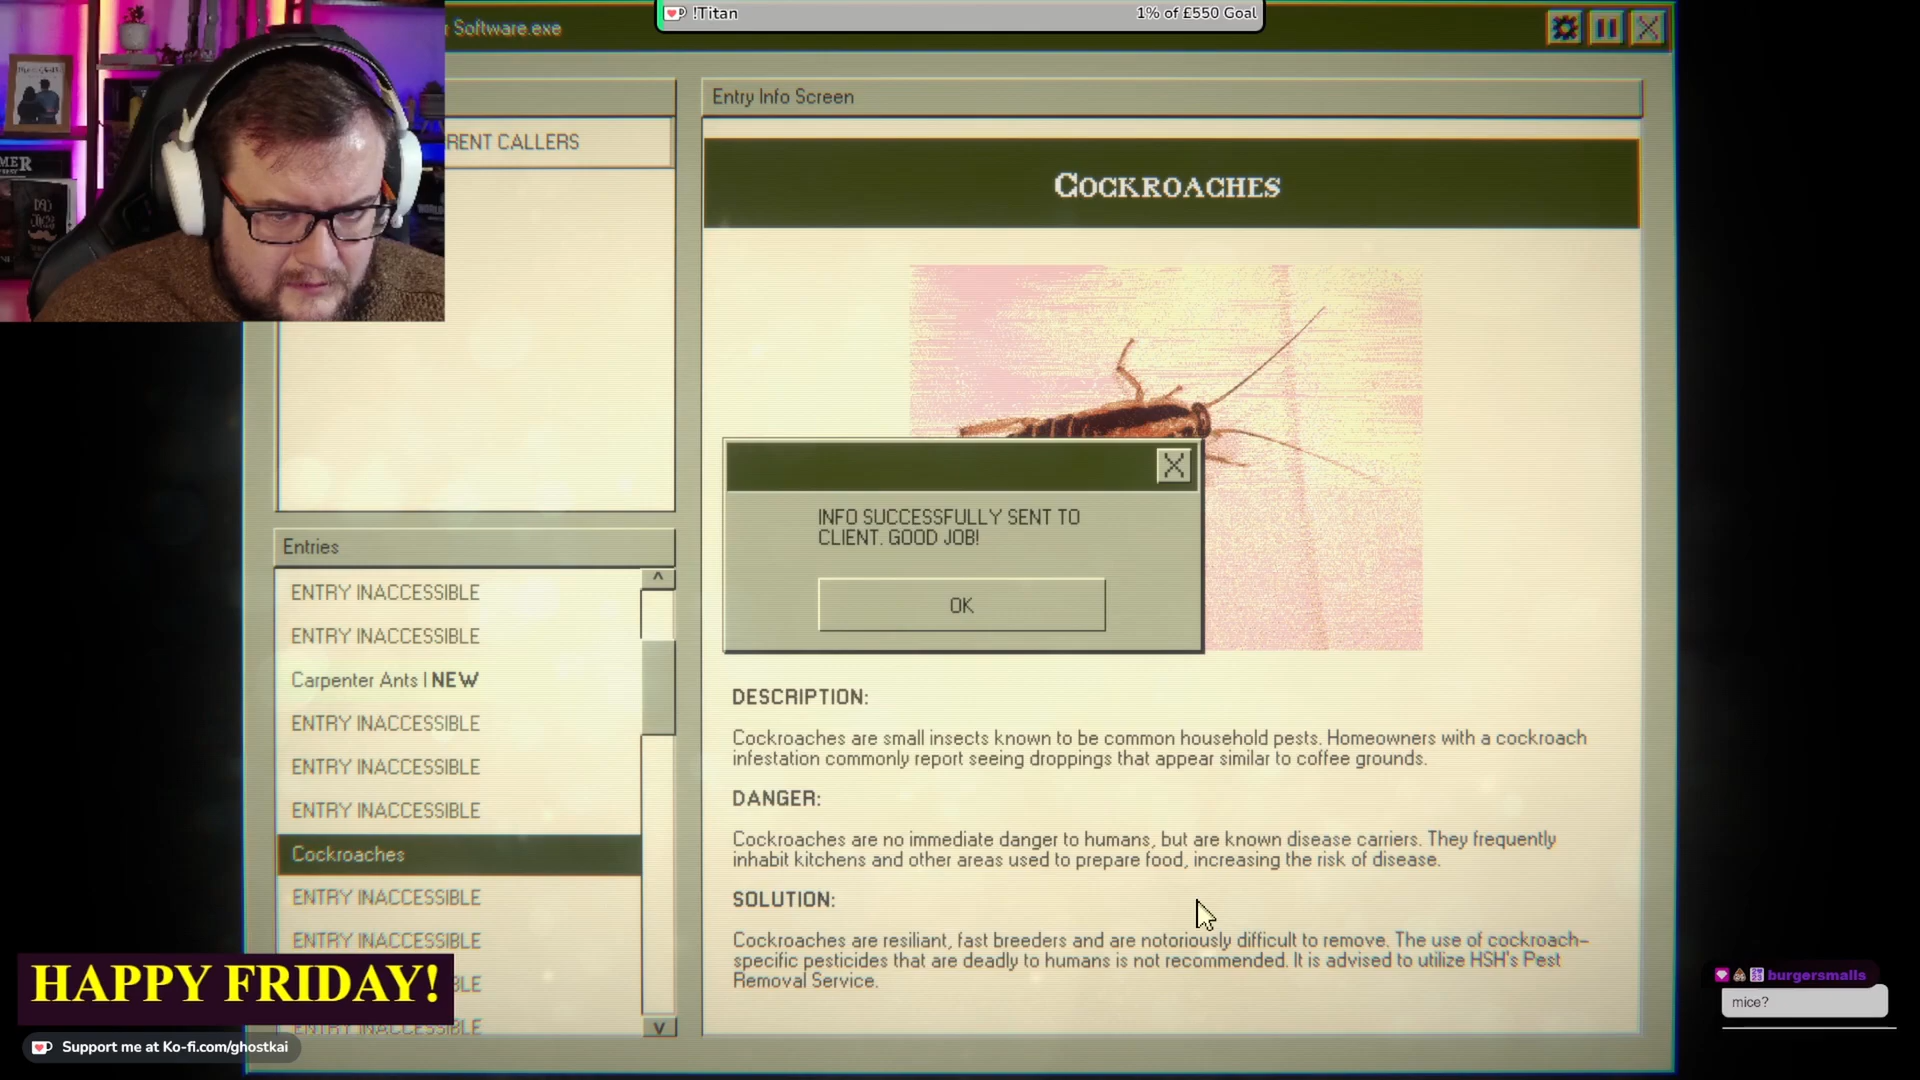 r Software.exe
!Titan
1% of £550 Goal
RENT CALLERS
Entry Info Screen
COCKROACHES
INFO SUCCESSFULLY SENT TO
CLIENT. GOOD JOB!
OK
Entries
ENTRY INACCESSIBLE
ENTRY INACCESSIBLE
Carpenter Ants | NEW
ENTRY INACCESSIBLE
ENTRY INACCESSIBLE
ENTRY INACCESSIBLE
Cockroaches
ENTRY INACCESSIBLE
ENTRY INACCESSIBLE
BLE
ENTRY INACCESSIBLE
DESCRIPTION:
Cockroaches are small insects known to be common household pests. Homeowners with a cockroach
infestation commonly report seeing droppings that appear similar to coffee grounds.
DANGER:
Cockroaches are no immediate danger to humans, but are known disease carriers. They frequently
inhabit kitchens and other areas used to prepare food, increasing the risk of disease.
SOLUTION:
Cockroaches are resiliant, fast breeders and are notoriously difficult to remove. The use of cockroach-
specific pesticides that are deadly to humans is not recommended. It is advised to utilize HSH's Pest
Removal Service.
HAPPY FRIDAY!
Support me at Ko-fi.com/ghostkai
burgersmalls
mice?